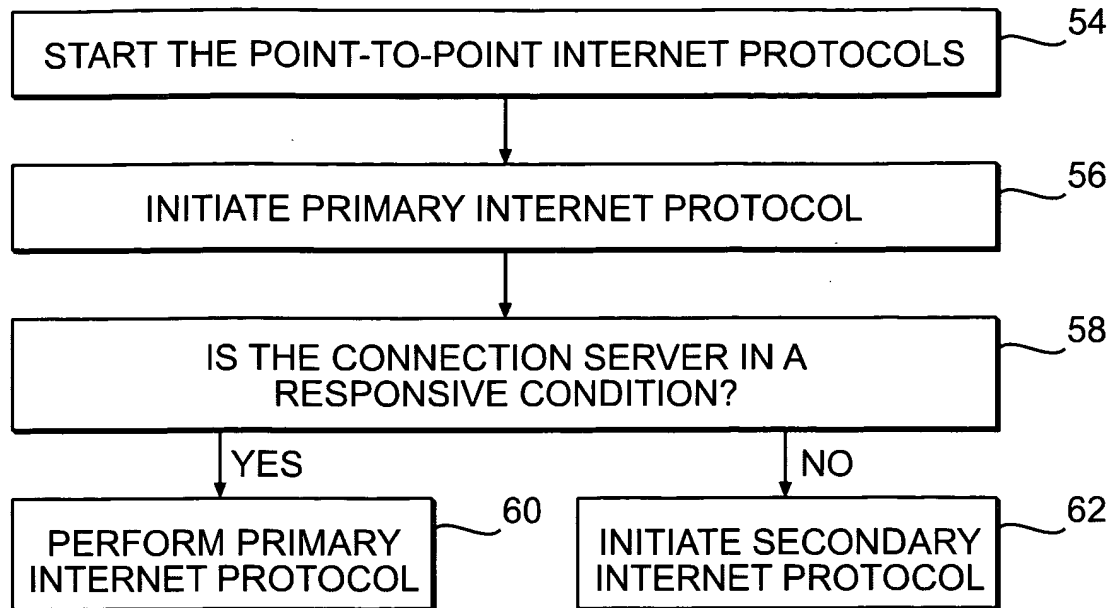 START THE POINT-TO-POINT INTERNET PROTOCOLS
54
INITIATE PRIMARY INTERNET PROTOCOL
56
IS THE CONNECTION SERVER IN A
RESPONSIVE CONDITION?
58
YES
NO
PERFORM PRIMARY
INTERNET PROTOCOL
60
INITIATE SECONDARY
INTERNET PROTOCOL
62